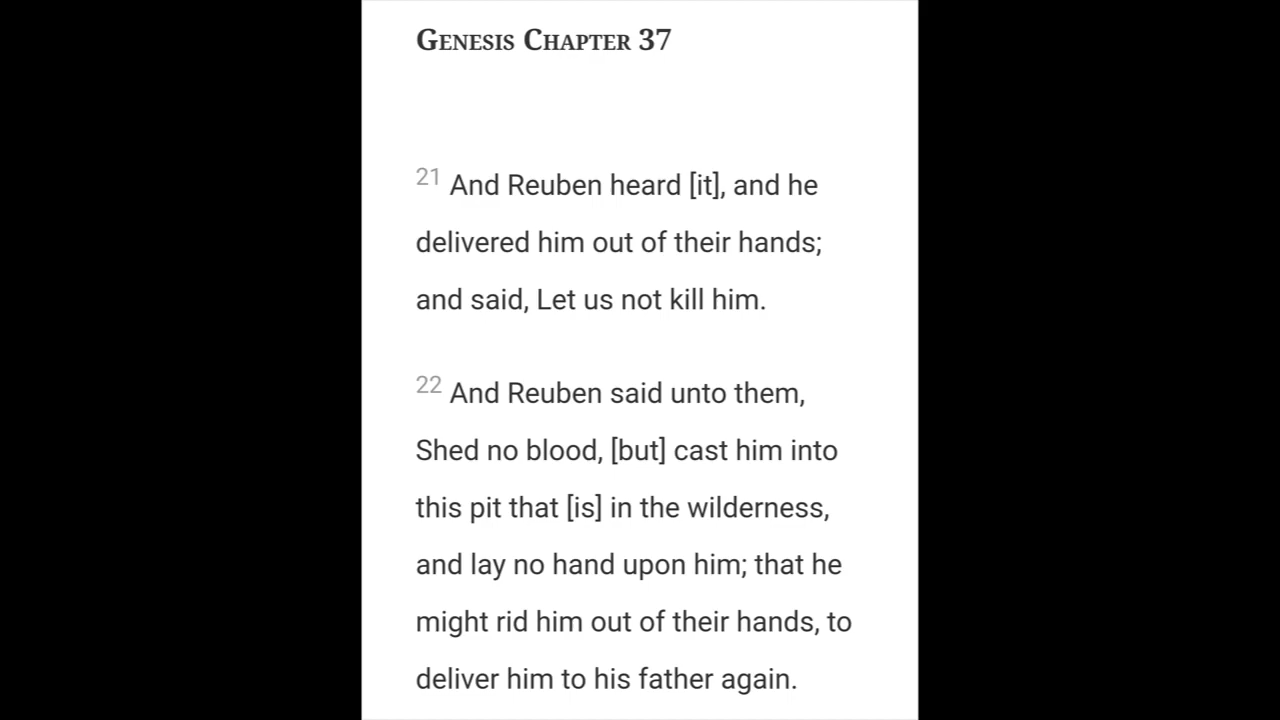 Genesis Chapter 37
21 And Reuben heard [it], and he
delivered him out of their hands;
and said, Let us not kill him.
22 And Reuben said unto them,
Shed no blood, [but] cast him into
this pit that [is] in the wilderness,
and lay no hand upon him; that he
might rid him out of their hands, to
deliver him to his father again.